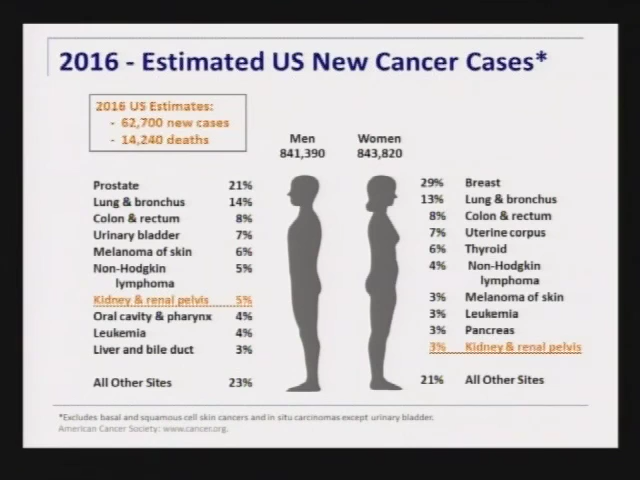 2016 - Estimated US New Cancer Cases*
2016 US Estimates:
- 62,700 new cases
- 14,240 deaths
Men
841,390
Women
843,820
Prostate 21%
Lung & bronchus 14%
Colon & rectum 8%
Urinary bladder 7%
Melanoma of skin 6%
Non-Hodgkin 5%
lymphoma
Kidney & renal pelvis 5%
Oral cavity & pharynx 4%
Leukemia 4%
Liver and bile duct 3%
All Other Sites 23%
29% Breast
13% Lung & bronchus
8% Colon & rectum
7% Uterine corpus
6% Thyroid
4% Non-Hodgkin
lymphoma
3% Melanoma of skin
3% Leukemia
3% Pancreas
3% Kidney & renal pelvis
21% All Other Sites
*Excludes basal and squamous cell skin cancers and in situ carcinomas except urinary bladder.
American Cancer Society: www.cancer.org.